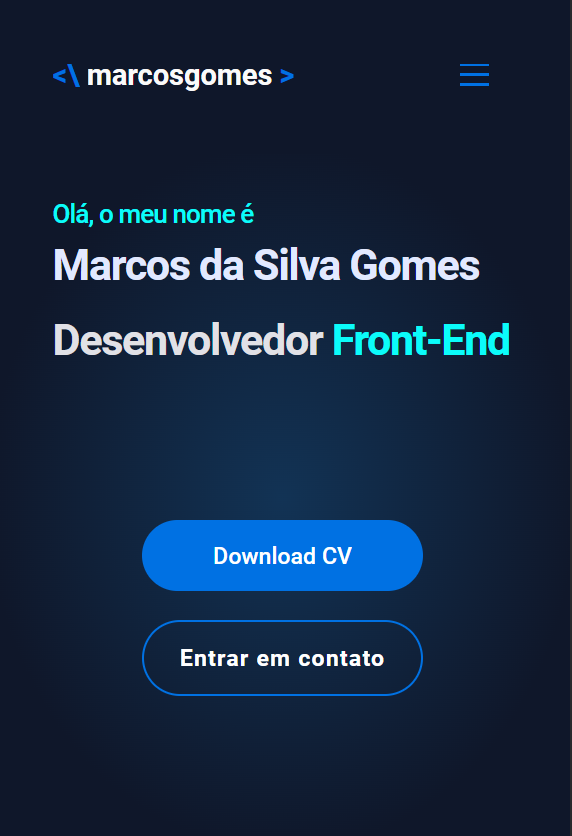 <\ marcosgomes >
Olá, o meu nome é
Marcos da Silva Gomes
Desenvolvedor Front-End
Download CV
Entrar em contato